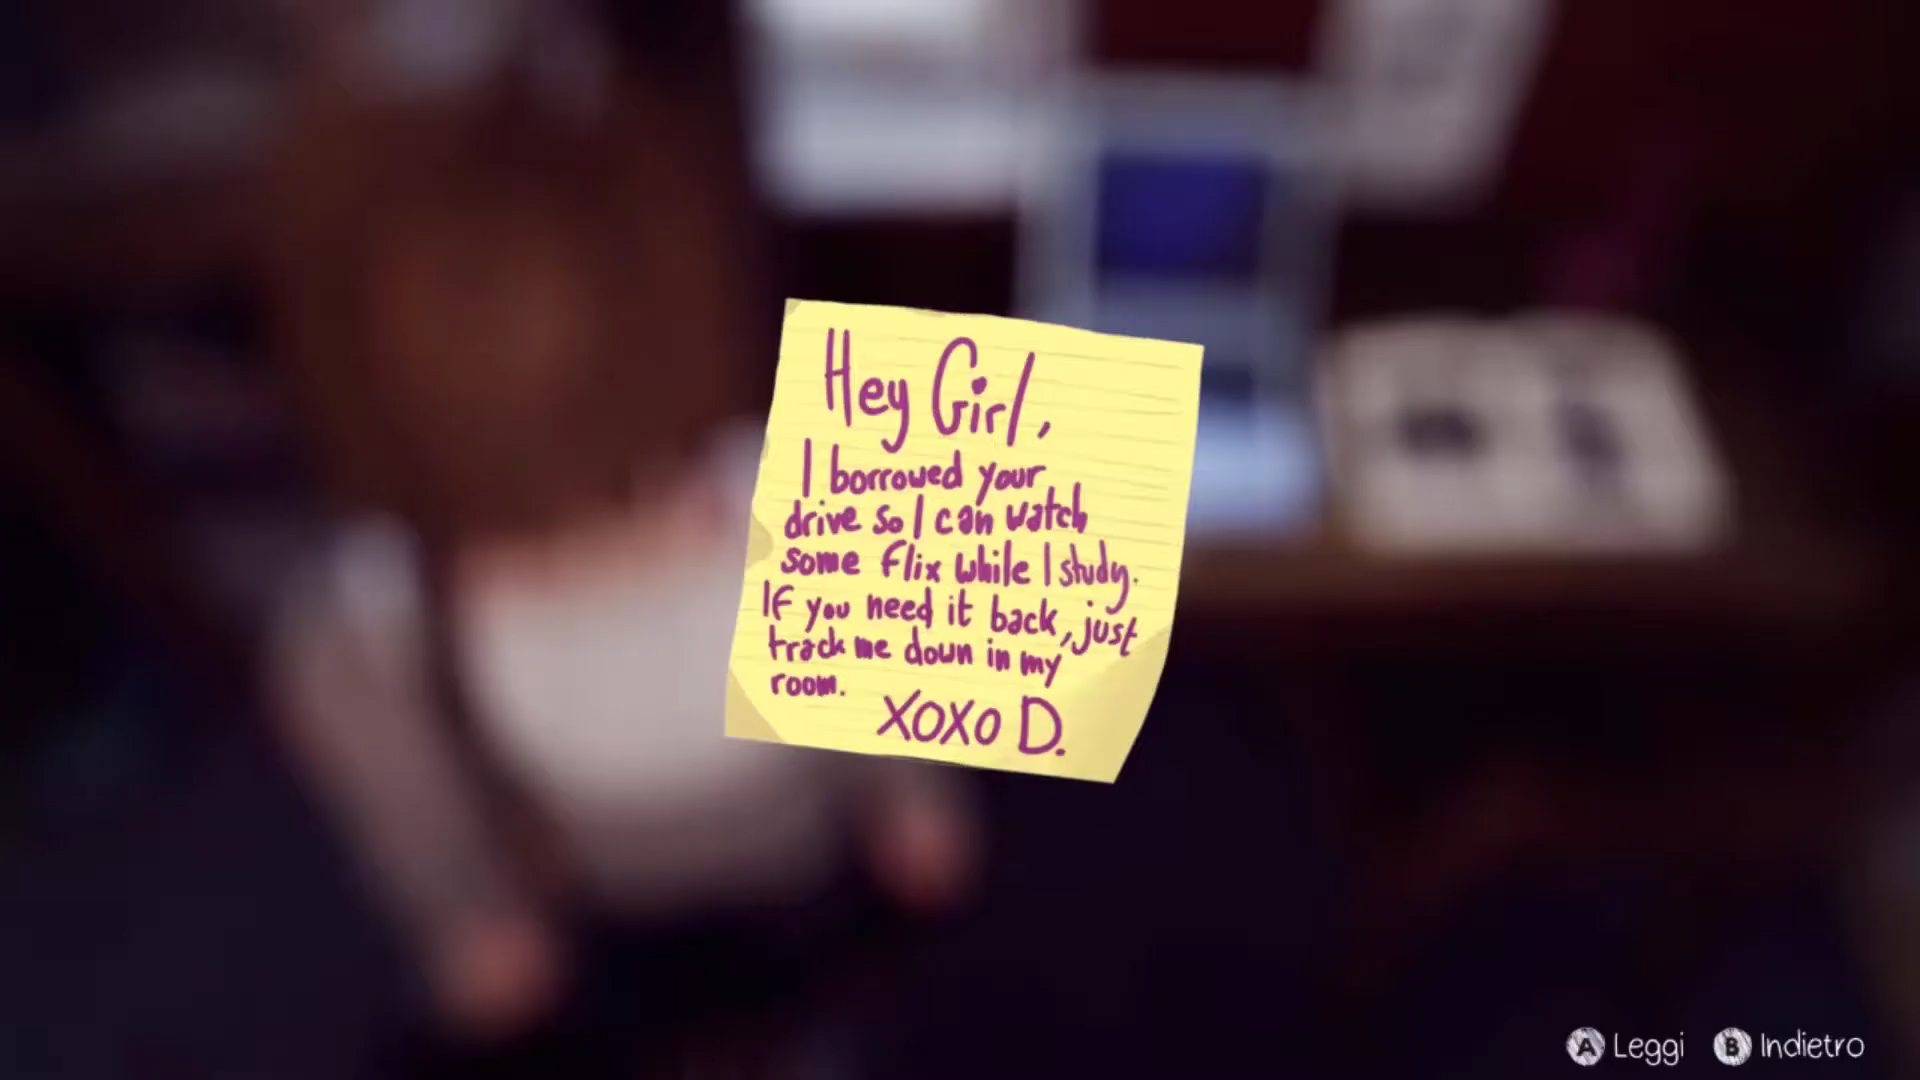 Hey Girl,
I borrowed your
drive so I can watch
some flix while I study.
If you need it back, just
track me down in my
room.
XOXO D.
A Leggi B Indietro